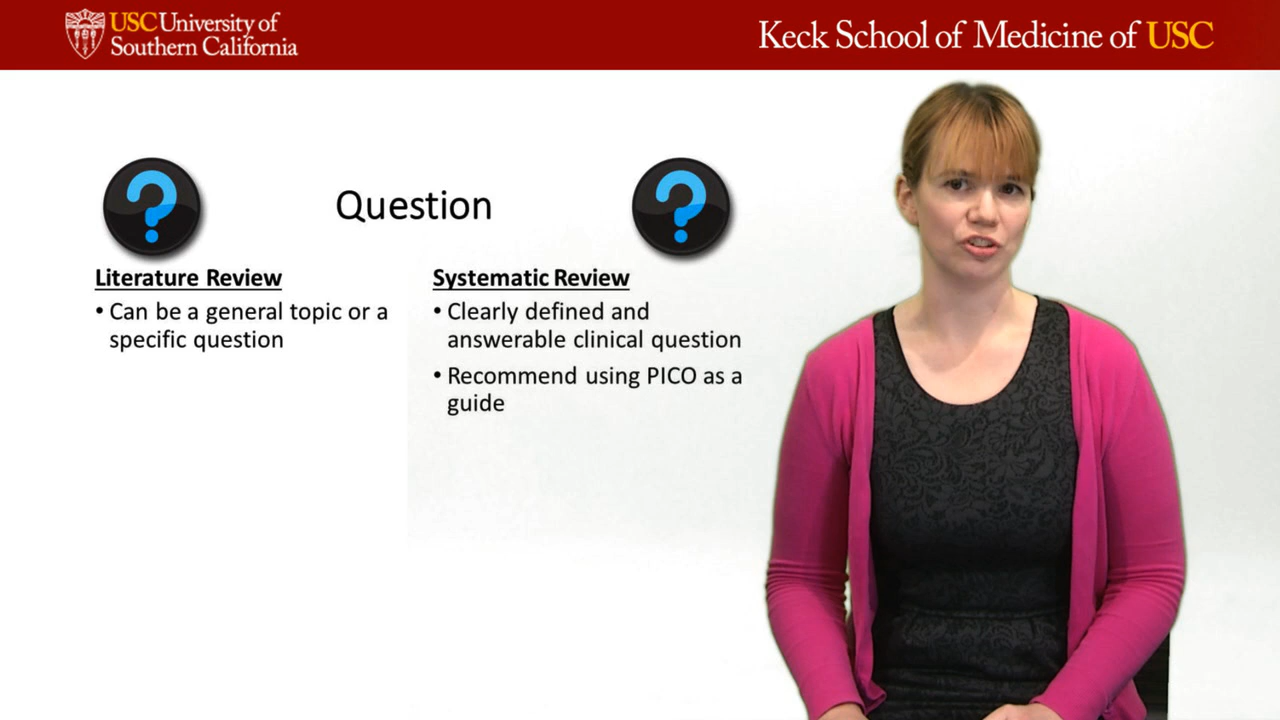 USC University of
Southern California
Keck School of Medicine of USC
Question
Literature Review
• Can be a general topic or a
specific question
Systematic Review
• Clearly defined and
answerable clinical question
• Recommend using PICO as a
guide